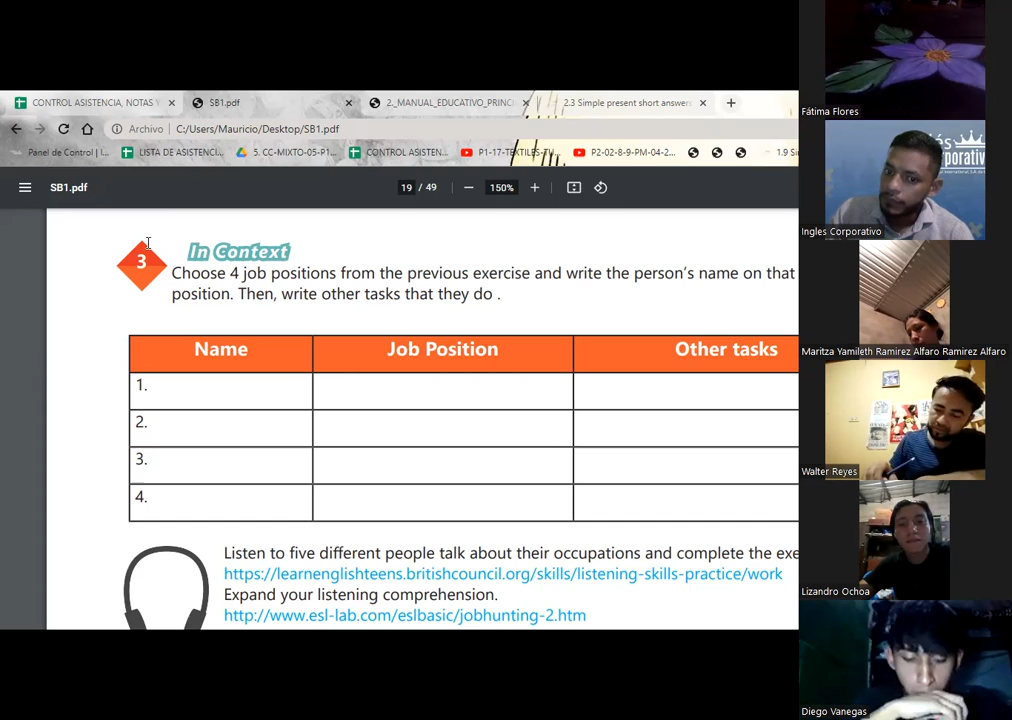 CONTROL ASISTENCIA, NOTAS Y
SB1.pdf
2._MANUAL_EDUCATIVO_PRINCI
2.3 Simple present short answers
Archivo
C:/Users/Mauricio/Desktop/SB1.pdf
Panel de Control | I...
LISTA DE ASISTENCI...
5. CC-MIXTO-05-P1...
CONTROL ASISTEN...
P1-17-TEXTILES-TU...
P2-02-8-9-PM-04-2...
SB1.pdf
19 / 49
150%
3
In Context
Choose 4 job positions from the previous exercise and write the person's name on that
position. Then, write other tasks that they do .
Name Job Position Other tasks
1.
2.
3.
4.
Listen to five different people talk about their occupations and complete the exe
https://learnenglishteens.britishcouncil.org/skills/listening-skills-practice/work
Expand your listening comprehension.
http://www.esl-lab.com/eslbasic/jobhunting-2.htm
Fátima Flores
Ingles Corporativo
Maritza Yamileth Ramirez Alfaro Ramirez Alfaro
Walter Reyes
Lizandro Ochoa
Diego Vanegas